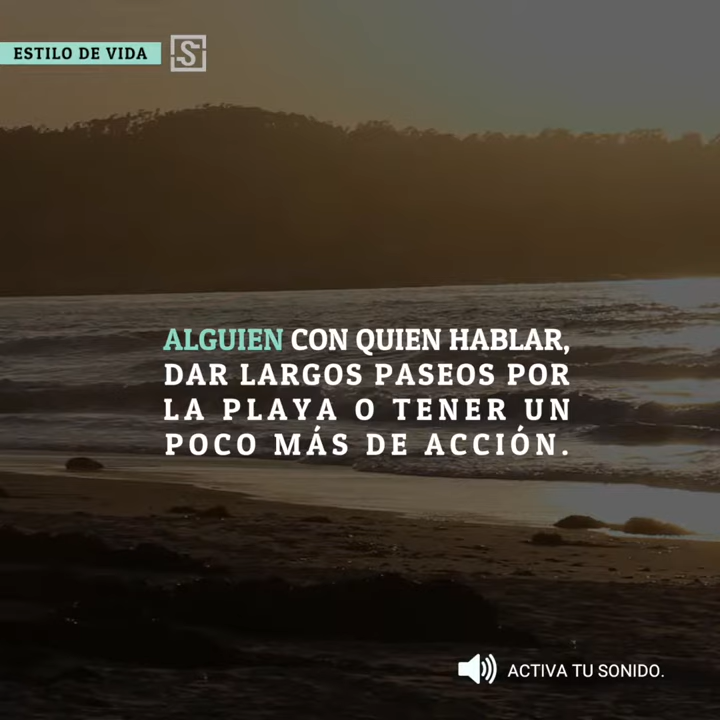 ESTILO DE VIDA
S
ALGUIEN CON QUIEN HABLAR,
DAR LARGOS PASEOS POR
LA PLAYA O TENER UN
POCO MÁS DE ACCIÓN.
ACTIVA TU SONIDO.